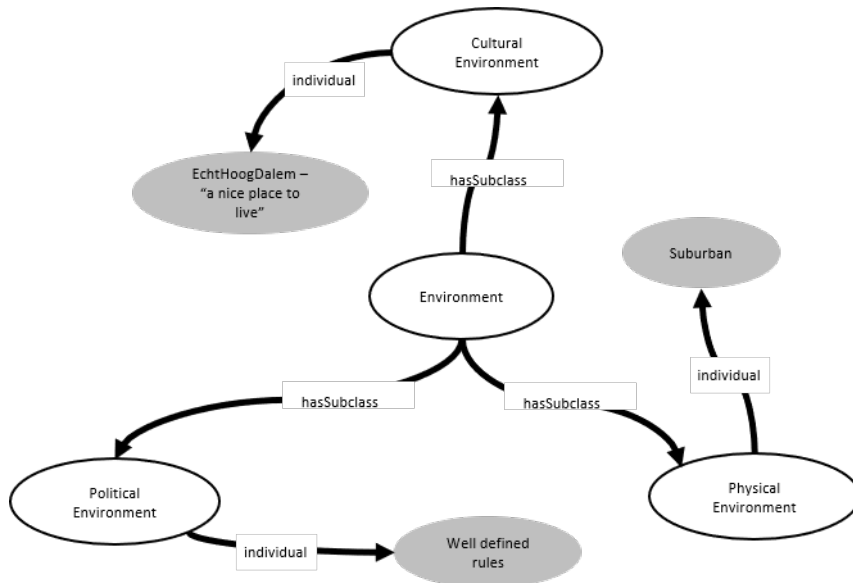 Cultural
Environment
individual
EchtHoogDalem –
“a nice place to
live”
hasSubclass
Suburban
Environment
individual
hasSubclass
hasSubclass
Political
Environment
Physical
Environment
individual
Well defined
rules